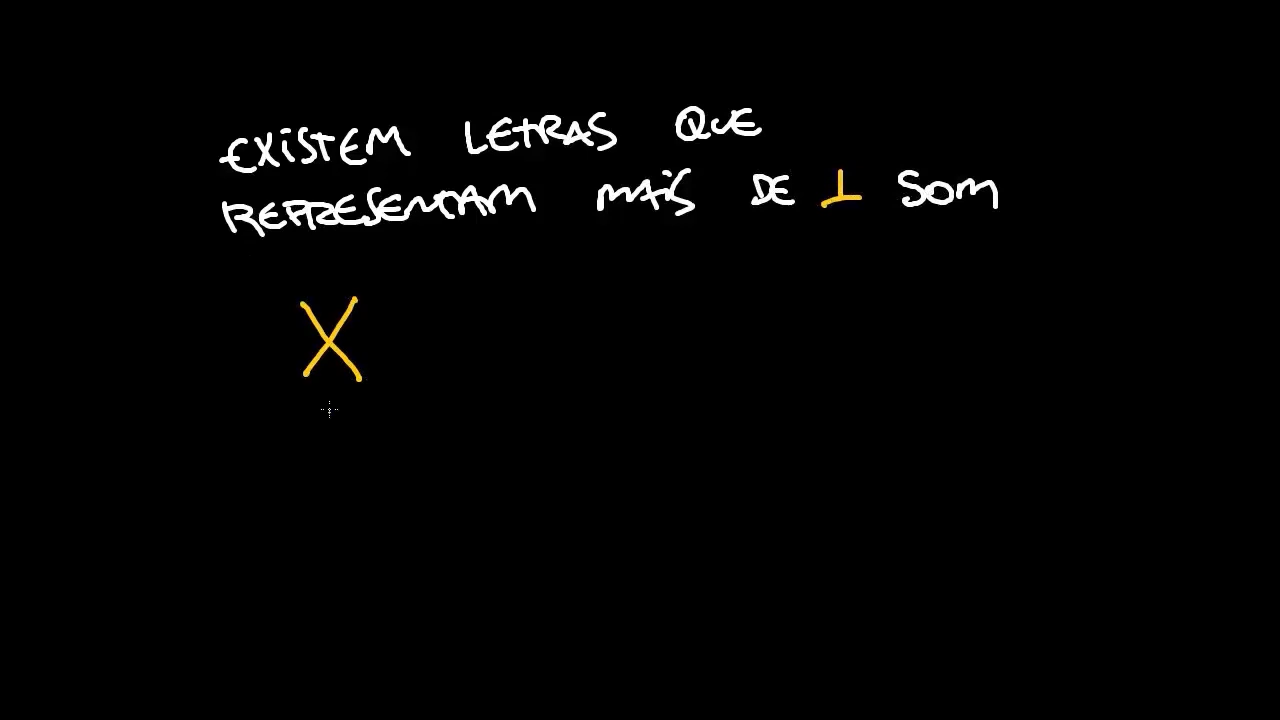 EXISTEM LETRAS QUE
REPRESENTAM MAIS DE 1 SOM
X